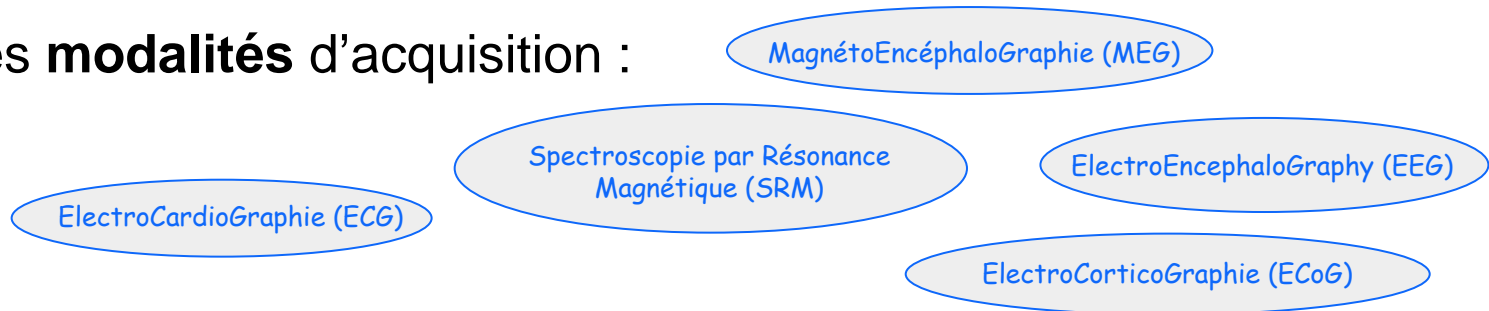 es modalités d'acquisition :
MagnétoEncéphaloGraphie (MEG)
Spectroscopie par Résonance
Magnétique (SRM)
ElectroEncephaloGraphy (EEG)
ElectroCardioGraphie (ECG)
ElectroCorticoGraphie (ECoG)